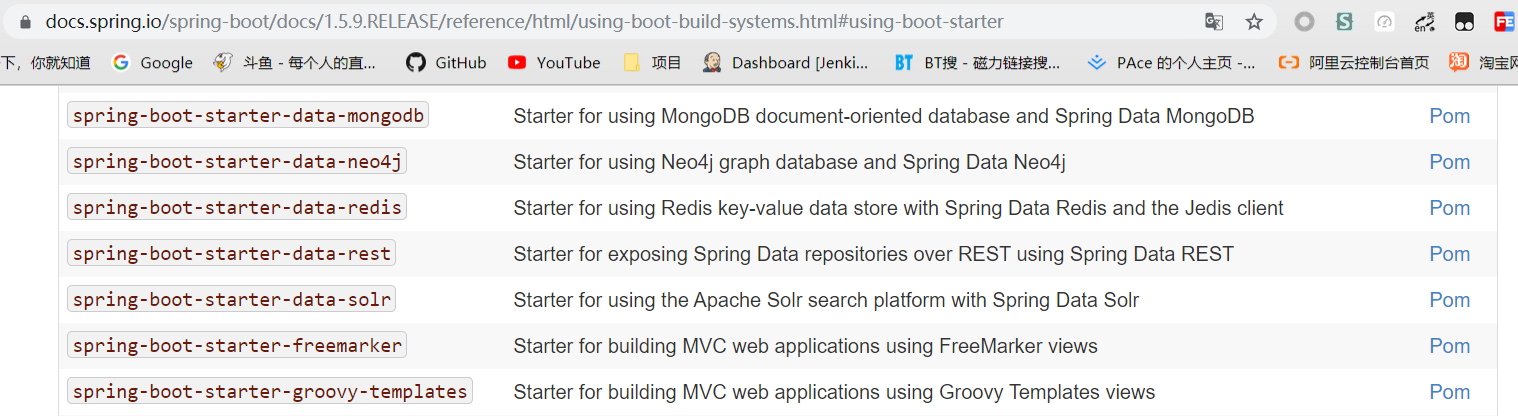 docs.spring.io/spring-boot/docs/1.5.9.RELEASE/reference/html/using-boot-build-systems.html#using-boot-starter
下，你就知道 Google 斗鱼 - 每个人的直... GitHub YouTube 项目 Dashboard [Jenki... BT搜 - 磁力链接搜... PAce 的个人主页 -... 阿里云控制台首页 淘宝网
spring-boot-starter-data-mongodb Starter for using MongoDB document-oriented database and Spring Data MongoDB Pom
spring-boot-starter-data-neo4j Starter for using Neo4j graph database and Spring Data Neo4j Pom
spring-boot-starter-data-redis Starter for using Redis key-value data store with Spring Data Redis and the Jedis client Pom
spring-boot-starter-data-rest Starter for exposing Spring Data repositories over REST using Spring Data REST Pom
spring-boot-starter-data-solr Starter for using the Apache Solr search platform with Spring Data Solr Pom
spring-boot-starter-freemarker Starter for building MVC web applications using FreeMarker views Pom
spring-boot-starter-groovy-templates Starter for building MVC web applications using Groovy Templates views Pom